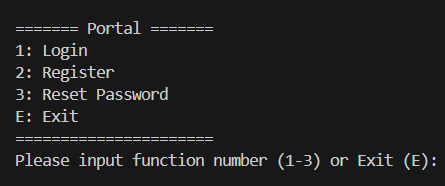 ======= Portal =======
1: Login
2: Register
3: Reset Password
E: Exit
======================
Please input function number (1-3) or Exit (E):